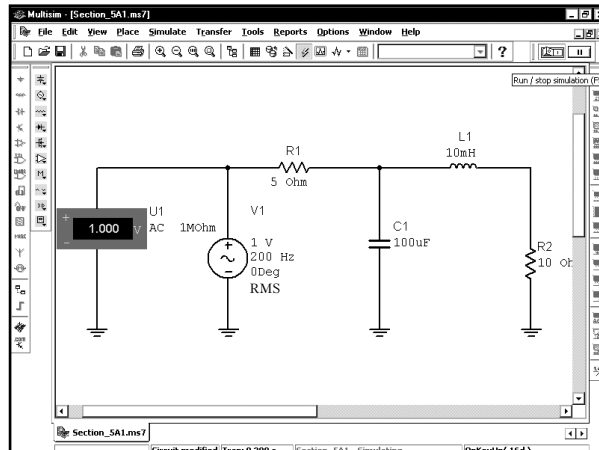 Multisim - [Section_5A1.ms7]
File Edit View Place Simulate Transfer Tools Reports Options Window Help
Run / stop simulation (F
R1
5 Ohm
L1
10mH
U1
AC 1MOhm
1.000 V
V1
1 V
200 Hz
0Deg
RMS
C1
100uF
R2
10 Oh
Section_5A1.ms7
Circuit modified
Section_5A1 Simulating